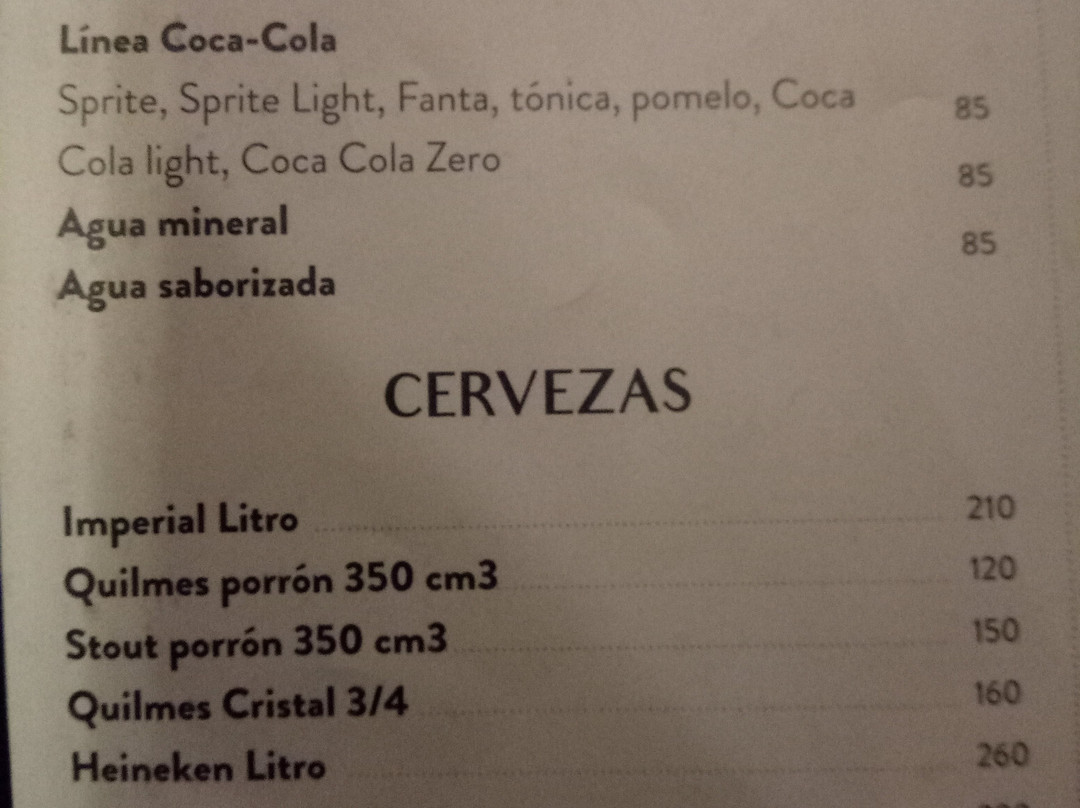 Línea Coca-Cola
Sprite, Sprite Light, Fanta, tónica, pomelo, Coca 85
Cola light, Coca Cola Zero 85
Agua mineral 85
Agua saborizada
CERVEZAS
Imperial Litro 210
Quilmes porrón 350 cm3 120
Stout porrón 350 cm3 150
Quilmes Cristal 3/4 160
Heineken Litro 260